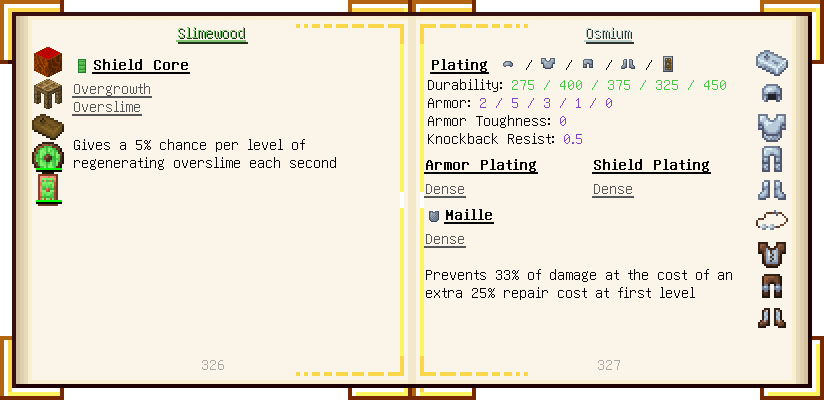 Slimewood
Shield Core
Overgrowth
Overslime
Gives a 5% chance per level of
regenerating overslime each second
326
Osmium
Plating / / / /
Durability: 275 / 400 / 375 / 325 / 450
Armor: 2 / 5 / 3 / 1 / 0
Armor Toughness: 0
Knockback Resist: 0.5
Armor Plating
Dense
Shield Plating
Dense
Maille
Dense
Prevents 33% of damage at the cost of an
extra 25% repair cost at first level
327